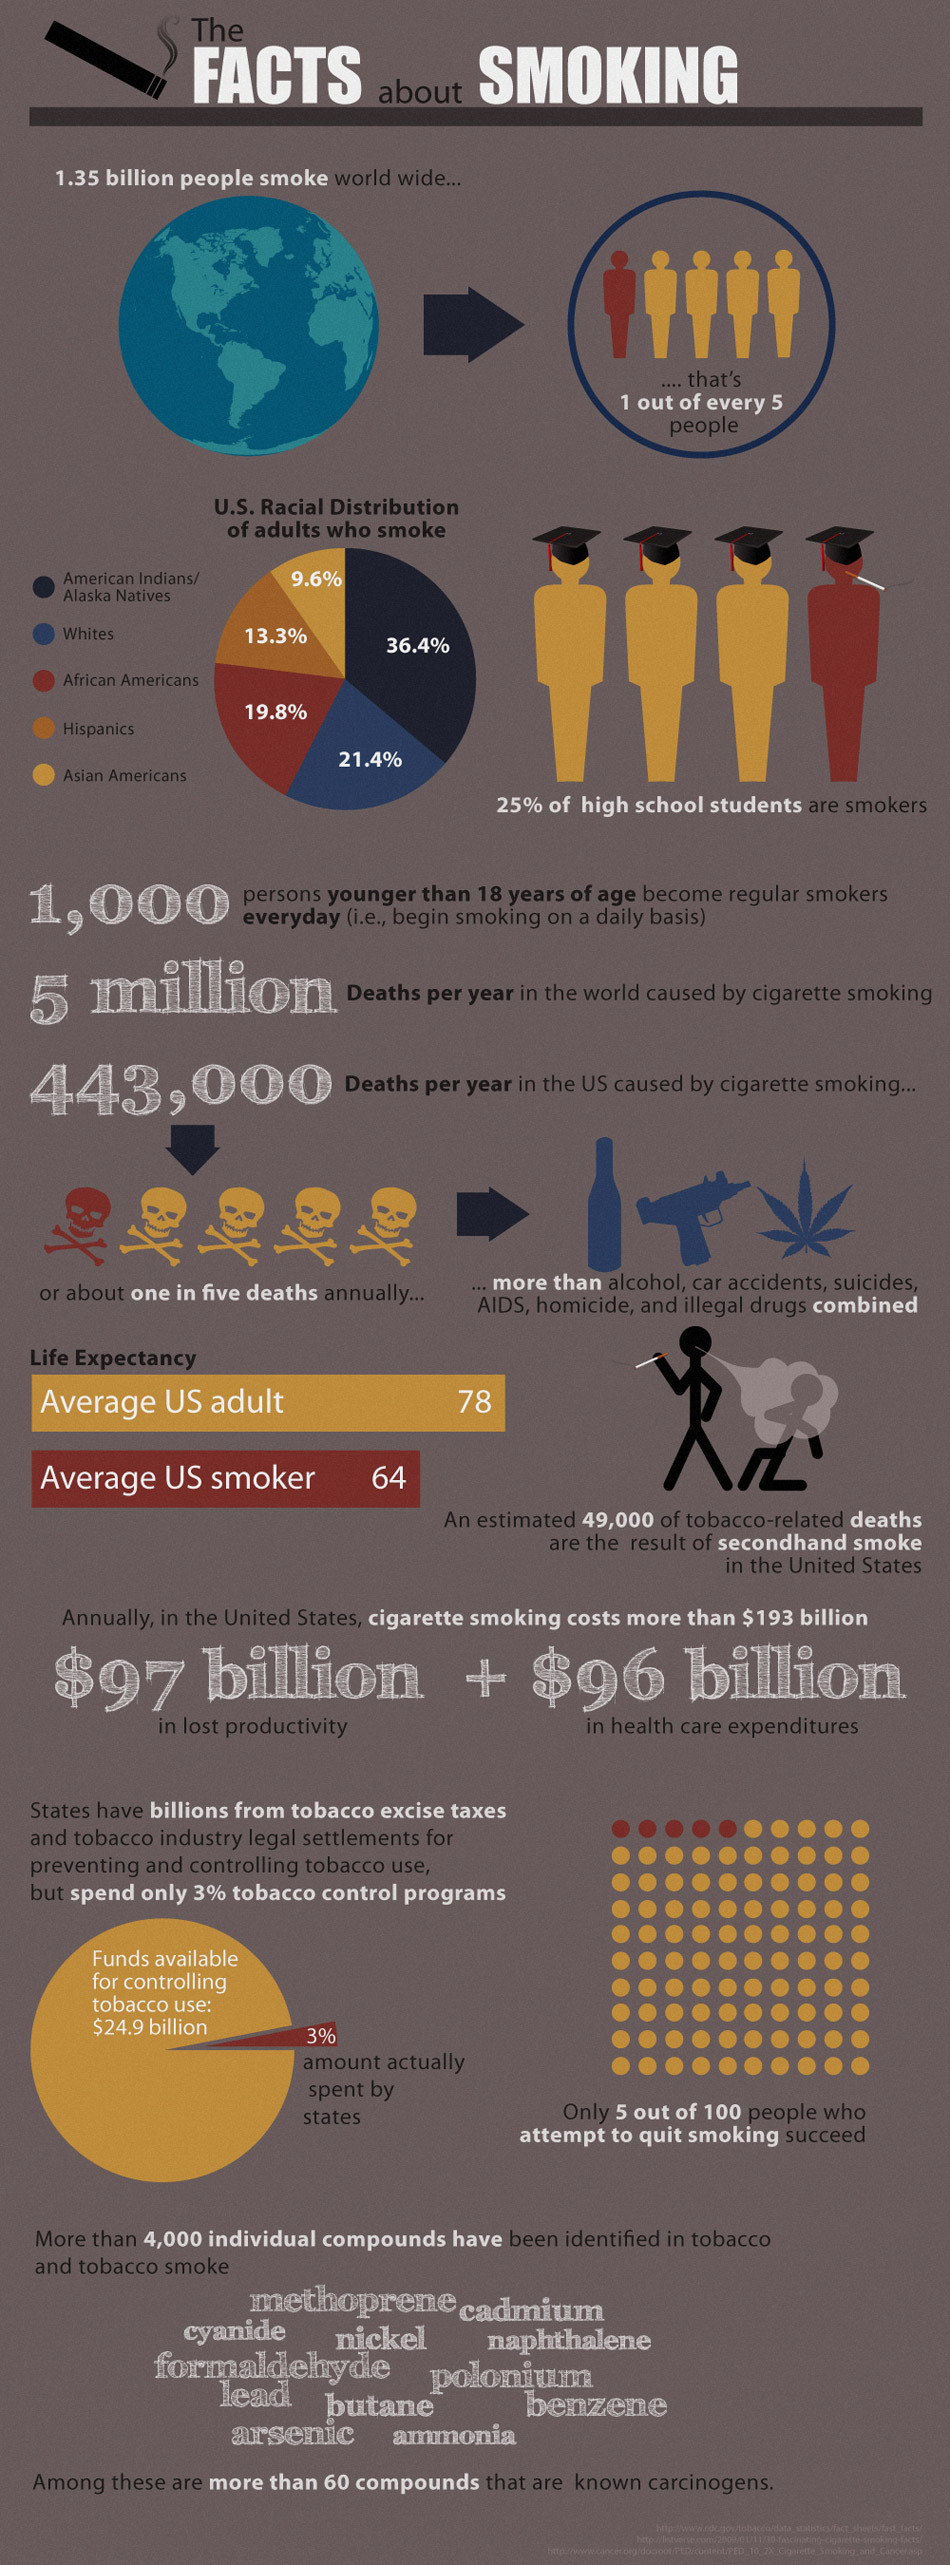 The
FACTS about SMOKING
1.35 billion people smoke world wide...
.... that's
1 out of every 5
people
U.S. Racial Distribution
of adults who smoke
American Indians/
Alaska Natives
Whites
African Americans
Hispanics
Asian Americans
9.6%
36.4%
13.3%
19.8%
21.4%
25% of high school students are smokers
1,000 persons younger than 18 years of age become regular smokers
everyday (i.e., begin smoking on a daily basis)
5 million Deaths per year in the world caused by cigarette smoking
443,000 Deaths per year in the US caused by cigarette smoking...
or about one in five deaths annually...
... more than alcohol, car accidents, suicides,
AIDS, homicide, and illegal drugs combined
Life Expectancy
Average US adult 78
Average US smoker 64
An estimated 49,000 of tobacco-related deaths
are the result of secondhand smoke
in the United States
Annually, in the United States, cigarette smoking costs more than $193 billion
$97 billion + $96 billion
in lost productivity
in health care expenditures
States have billions from tobacco excise taxes
and tobacco industry legal settlements for
preventing and controlling tobacco use,
but spend only 3% tobacco control programs
Funds available
for controlling
tobacco use:
$24.9 billion
3%
amount actually
spent by
states
Only 5 out of 100 people who
attempt to quit smoking succeed
More than 4,000 individual compounds have been identified in tobacco
and tobacco smoke
methoprene cadmium
cyanide nickel naphthalene
formaldehyde polonium
lead butane benzene
arsenic ammonia
Among these are more than 60 compounds that are known carcinogens.
http://www.cdc.gov/tobacco/data_statistics/fact_sheets/fast_facts/